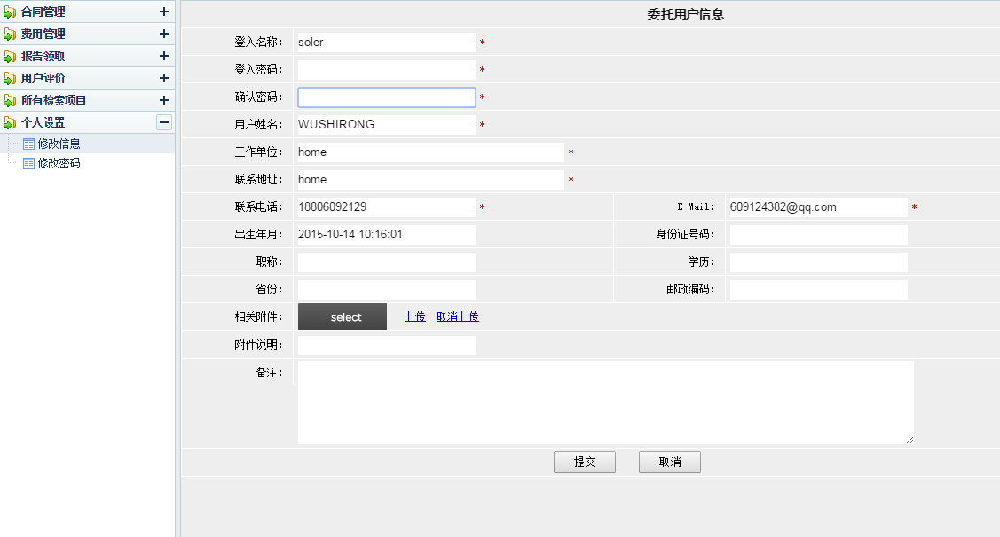 合同管理
费用管理
报告领取
用户评价
所有检索项目
个人设置
修改信息
修改密码
委托用户信息
登入名称： soler *
登入密码： *
确认密码： *
用户姓名： WUSHIRONG *
工作单位： home *
联系地址： home *
联系电话： 18806092129 * E-Mail： 609124382@qq.com *
出生年月： 2015-10-14 10:16:01 身份证号码：
职称： 学历：
省份： 邮政编码：
相关附件： select 上传| 取消上传
附件说明：
备注：
提交 取消